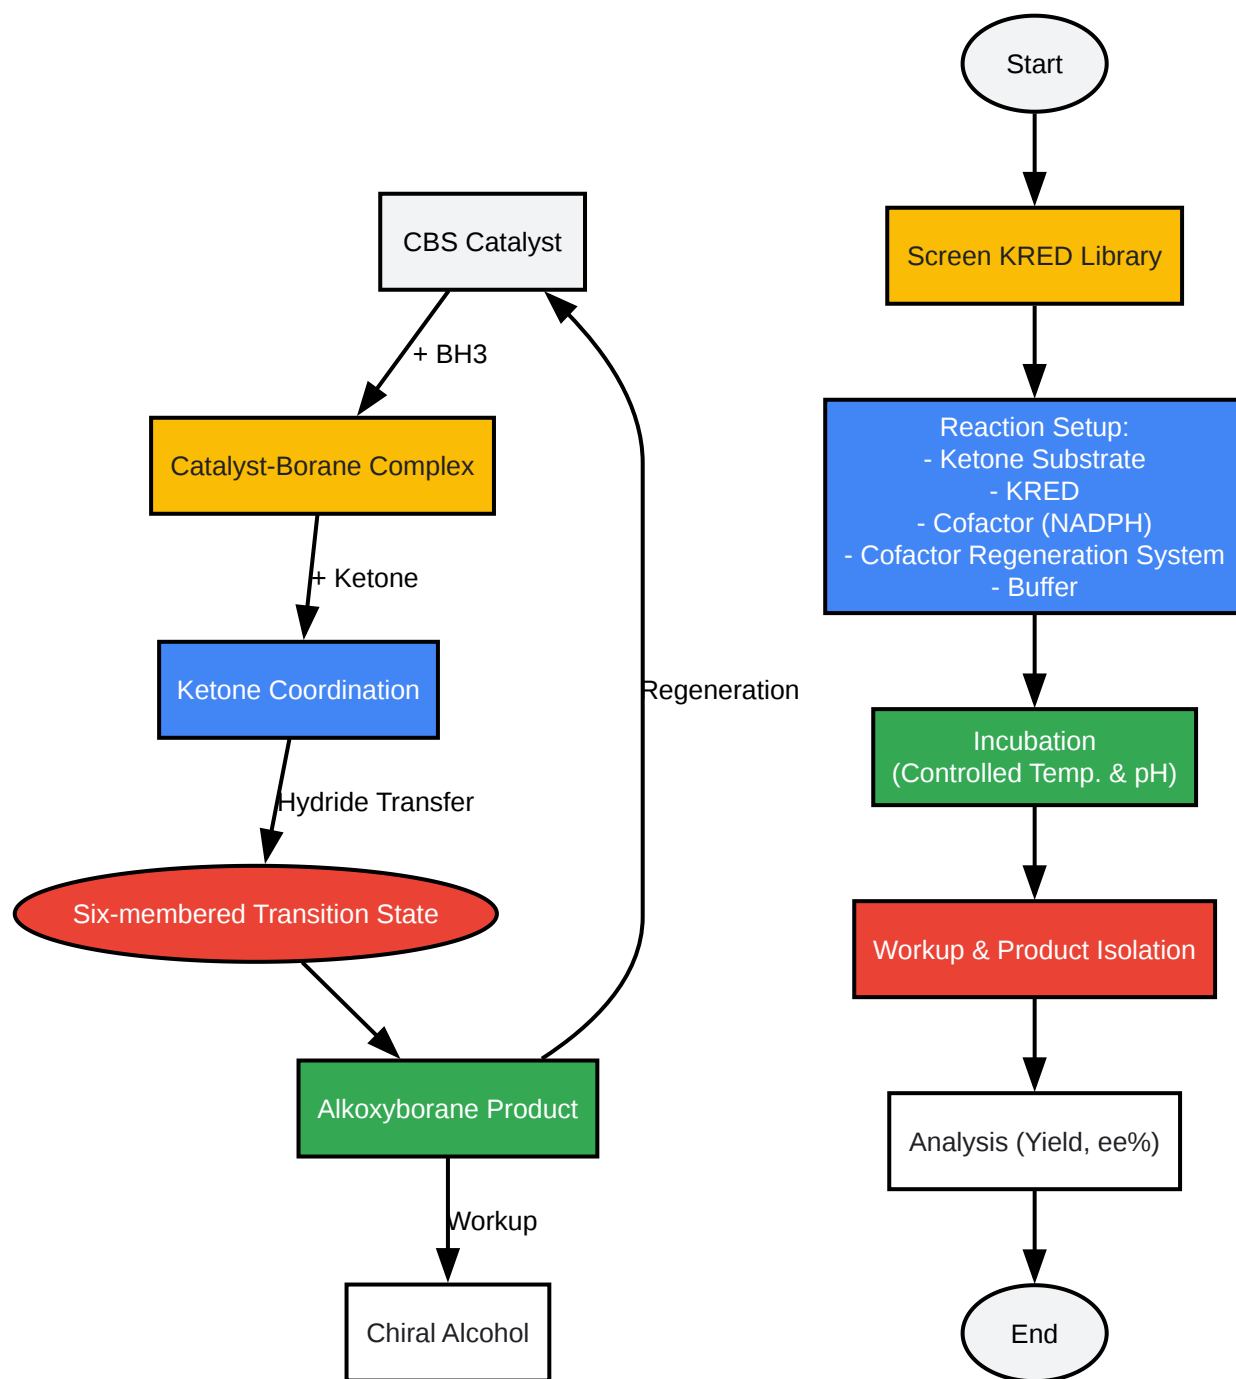 CBS Catalyst
+ BH3
Catalyst-Borane Complex
+ Ketone
Ketone Coordination
Hydride Transfer
Six-membered Transition State
Regeneration
Alkoxyborane Product
Workup
Chiral Alcohol
Start
Screen KRED Library
Reaction Setup:
- Ketone Substrate
- KRED
- Cofactor (NADPH)
- Cofactor Regeneration System
- Buffer
Incubation
(Controlled Temp. & pH)
Workup & Product Isolation
Analysis (Yield, ee%)
End